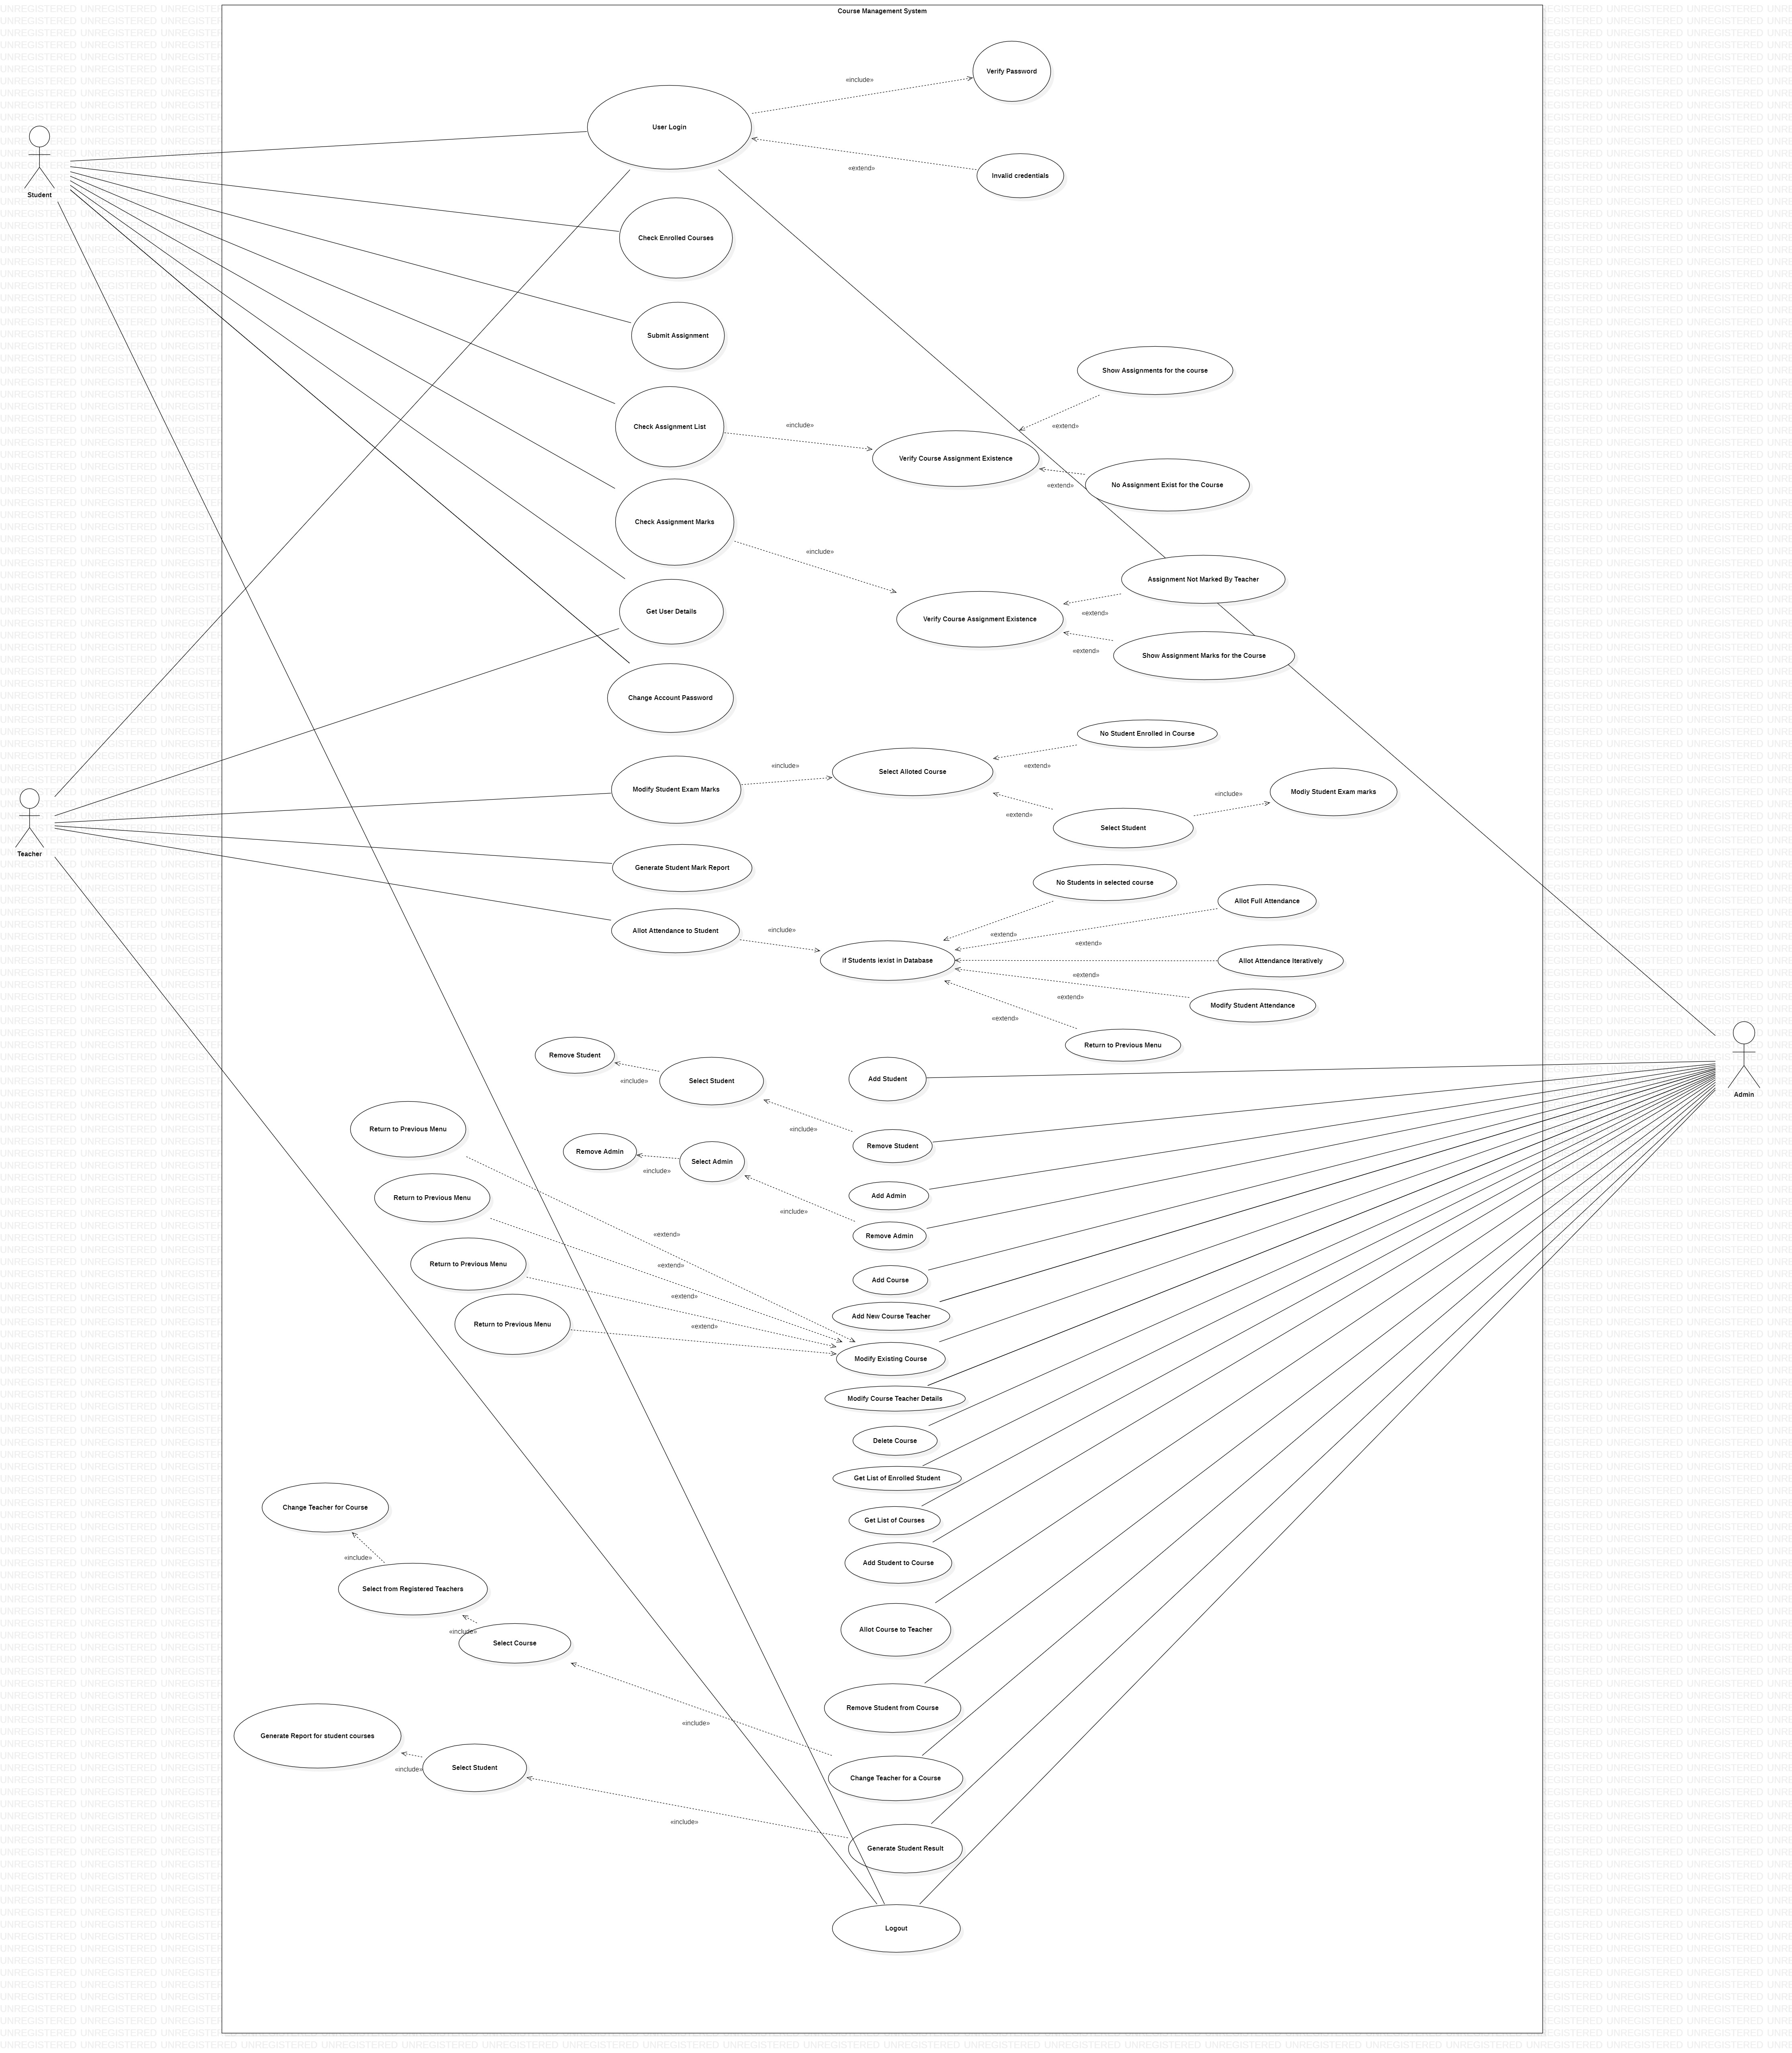 Course Management System
Verify Password
«include»
User Login
«extend»
Invalid credentials
Student
Check Enrolled Courses
Submit Assignment
Show Assignments for the course
Check Assignment List
«include»
«extend»
Verify Course Assignment Existence
No Assignment Exist for the Course
«extend»
Check Assignment Marks
«include»
Assignment Not Marked By Teacher
Get User Details
«extend»
Verify Course Assignment Existence
«extend»
Show Assignment Marks for the Course
Change Account Password
No Student Enrolled in Course
«include»
«extend»
Select Alloted Course
Modify Student Exam Marks
«include»
Modiy Student Exam marks
«extend»
Select Student
Teacher
Generate Student Mark Report
No Students in selected course
Allot Full Attendance
Allot Attendance to Student
«include»
«extend»
«extend»
if Students iexist in Database
Allot Attendance Iteratively
«extend»
«extend»
Modify Student Attendance
«extend»
Return to Previous Menu
Remove Student
«include»
Select Student
Add Student
Admin
Return to Previous Menu
«include»
Remove Student
Remove Admin
«include»
Select Admin
Return to Previous Menu
Add Admin
«include»
Remove Admin
«extend»
Return to Previous Menu
«extend»
Add Course
«extend»
Add New Course Teacher
Return to Previous Menu
«extend»
Modify Existing Course
Modify Course Teacher Details
Delete Course
Get List of Enrolled Student
Change Teacher for Course
Get List of Courses
«include»
Add Student to Course
Select from Registered Teachers
«include»
Select Course
Allot Course to Teacher
Remove Student from Course
«include»
Generate Report for student courses
«include»
Select Student
Change Teacher for a Course
«include»
Generate Student Result
Logout
UNREGISTERED